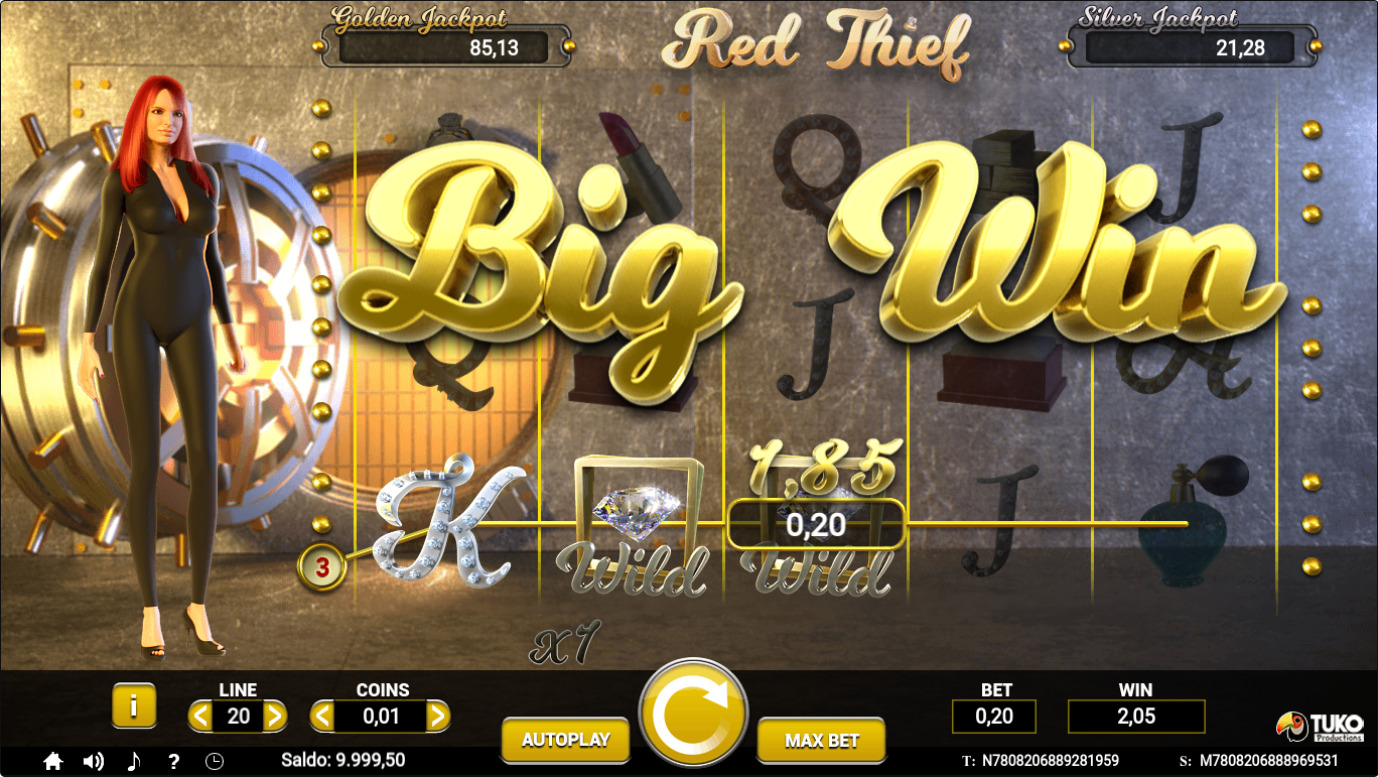 Golden Jackpot
85,13
Red Thief
Silver Jackpot
21,28
Big Win
Q
J
J
Q
A
K
J
1,85
0,20
Wild
Wild
3
x1
i
LINE
< 20 >
COINS
< 0,01 >
AUTOPLAY
MAX BET
BET
0,20
WIN
2,05
TUKO
Productions
?
Saldo: 9.999,50
T: N7808206889281959
S: M7808206888969531